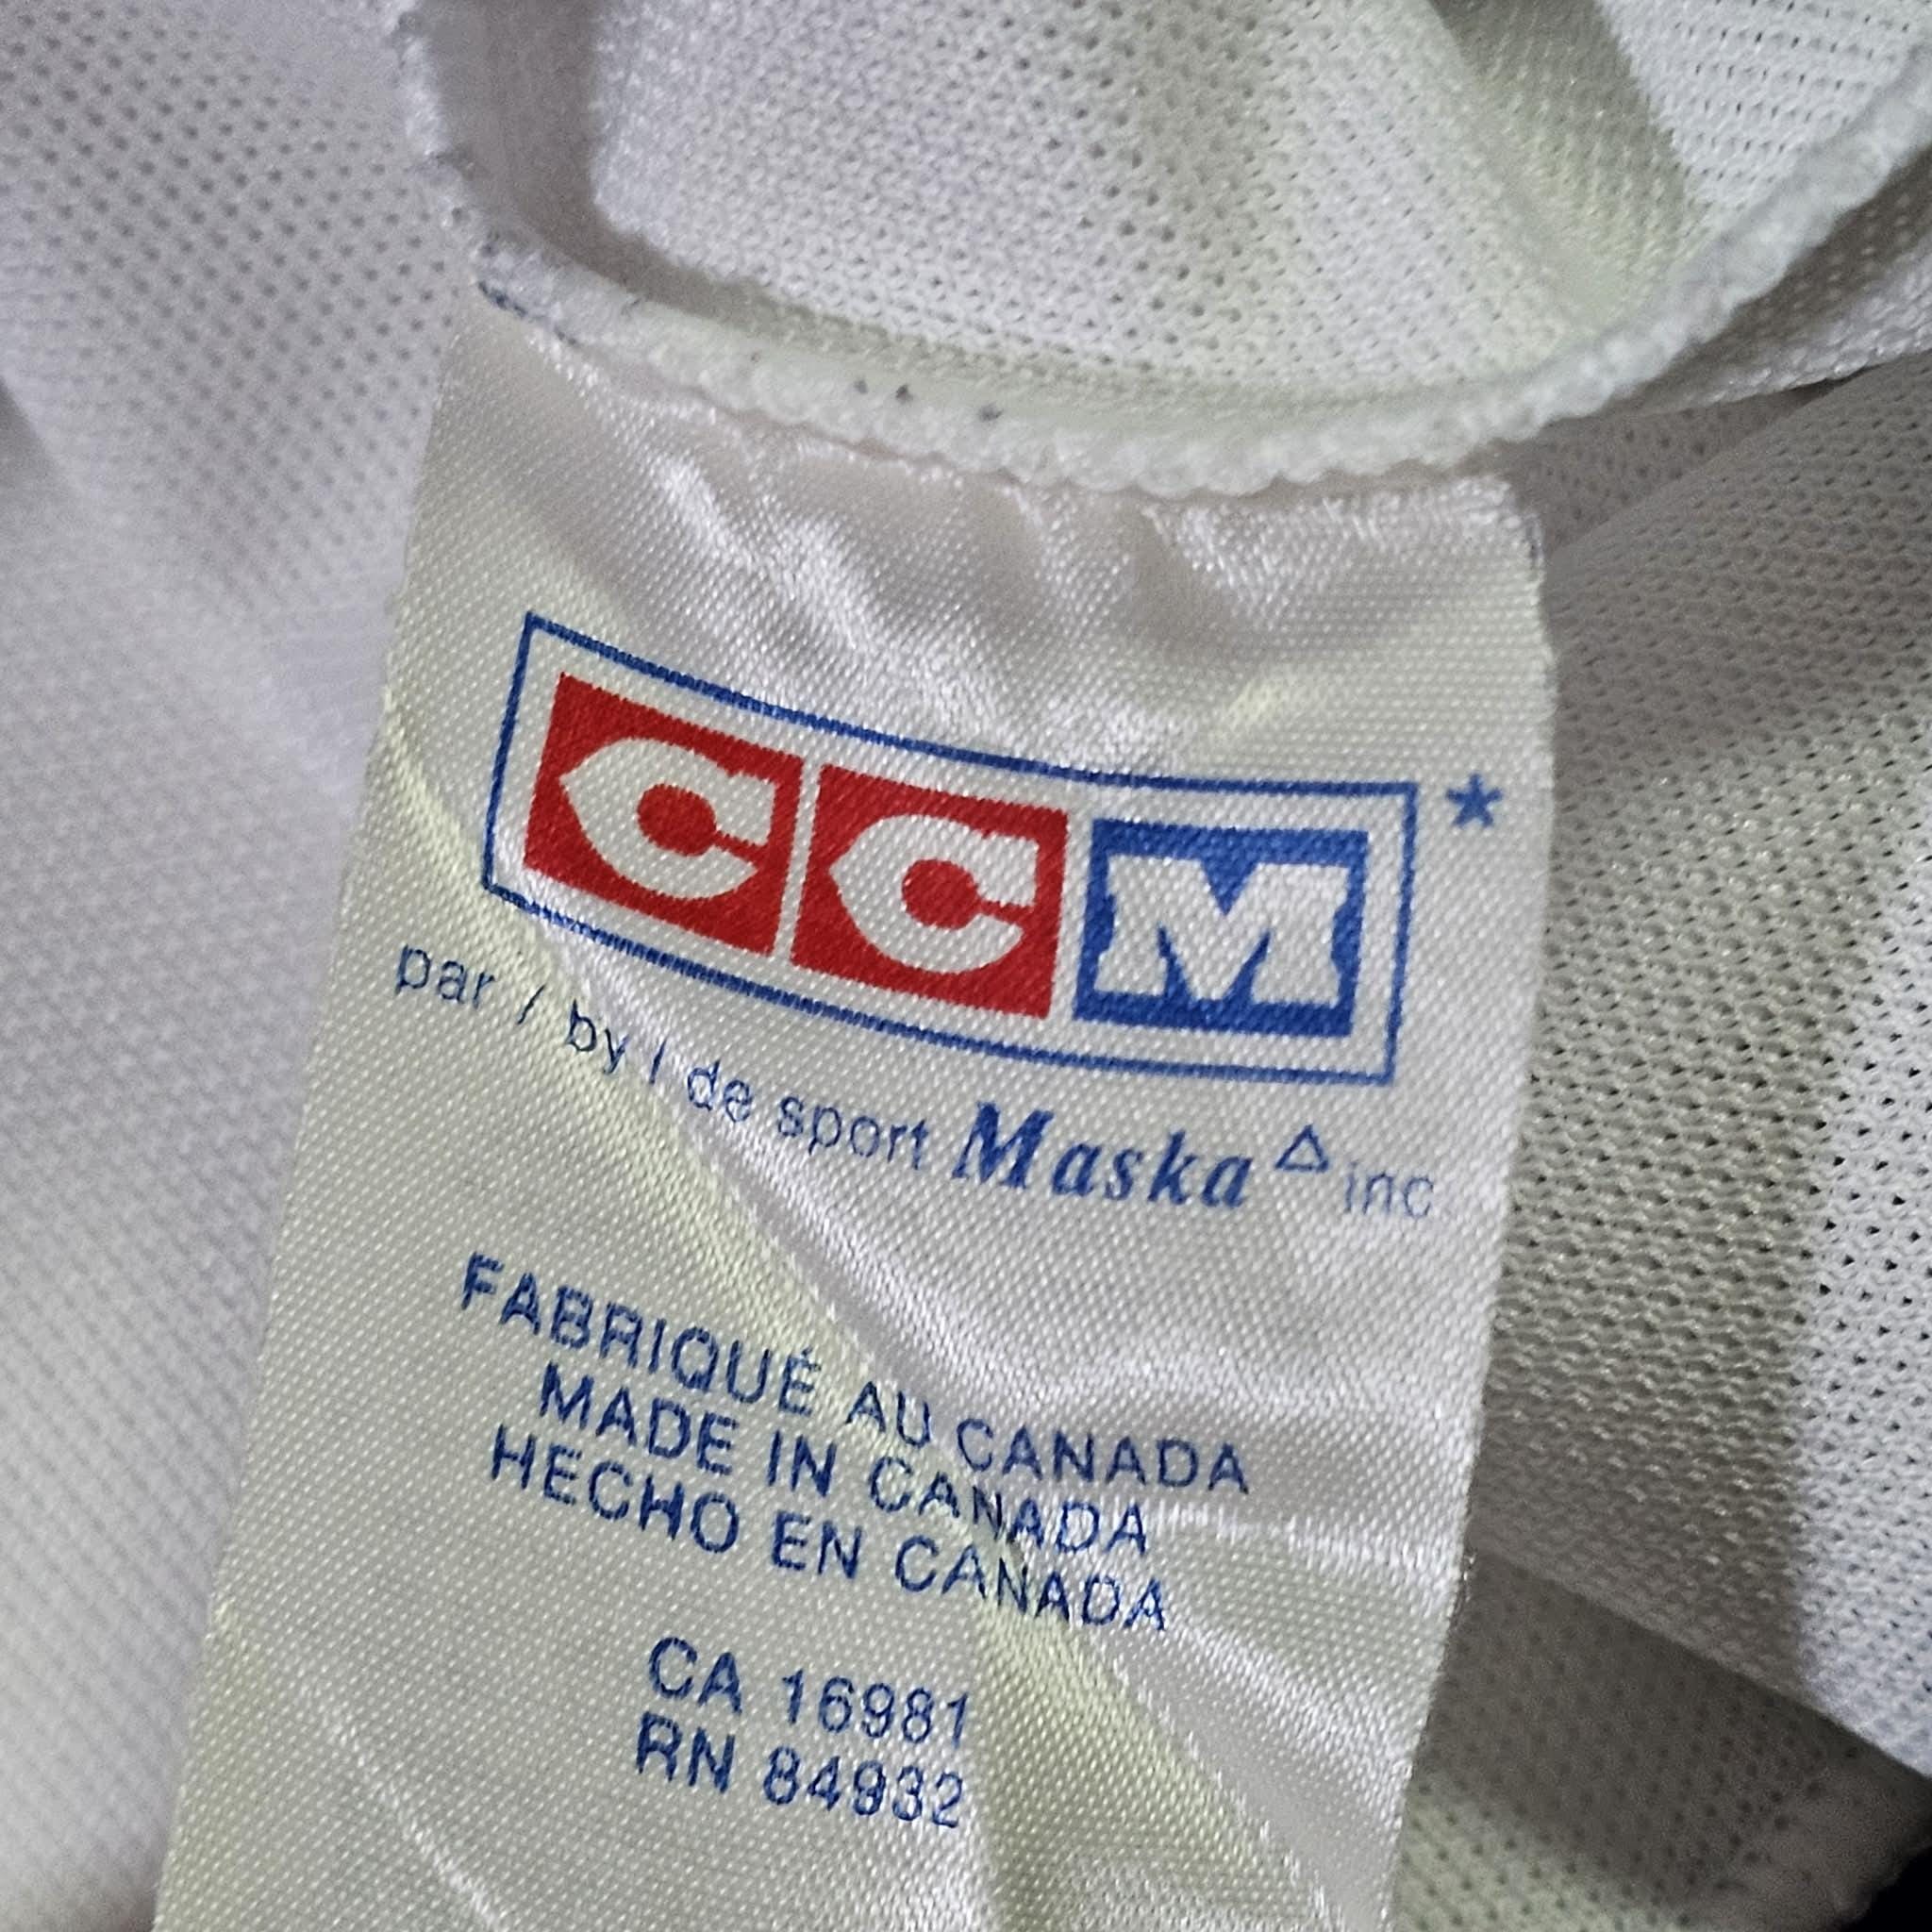 CCM*
par / by / de sport Maska Δ inc
FABRIQUÉ AU CANADA
MADE IN CANADA
HECHO EN CANADA
CA 16981
RN 84932